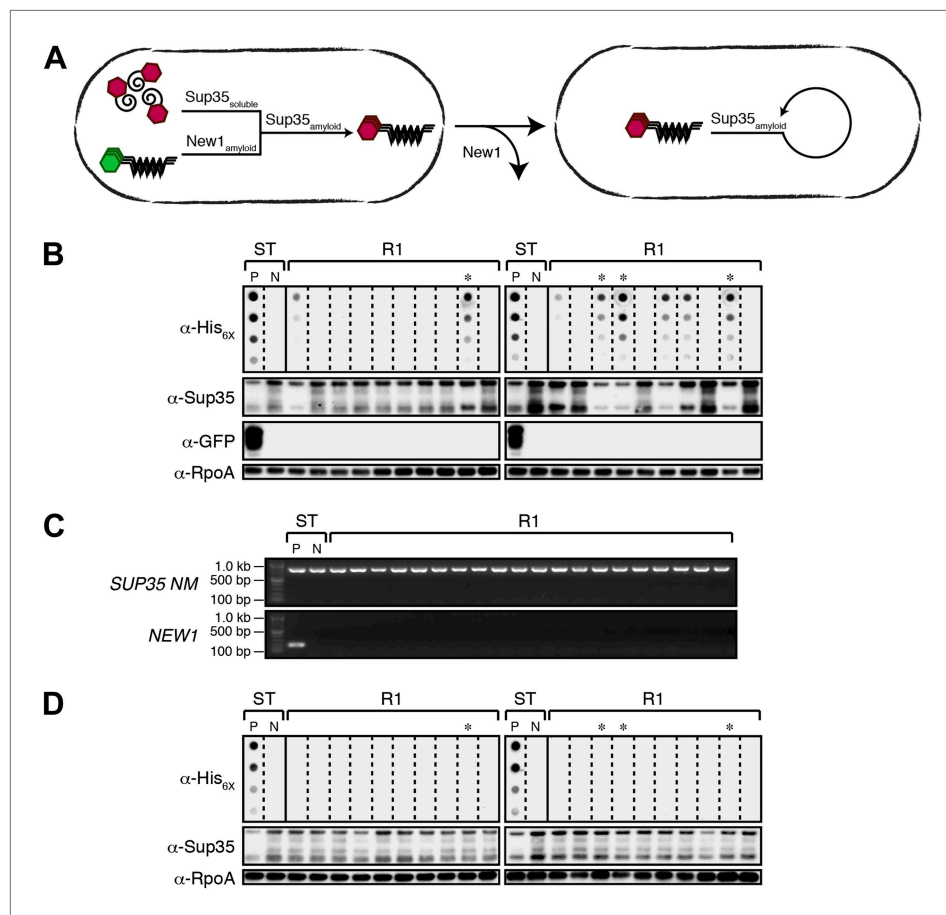 A
Sup35soluble
New1amyloid
Sup35amyloid
New1
Sup35amyloid
B
ST R1 ST R1
P N * P N * * *
α-His6X
α-Sup35
α-GFP
α-RpoA
C
ST R1
P N
SUP35 NM
1.0 kb
500 bp
100 bp
NEW1
1.0 kb
500 bp
100 bp
D
ST R1 ST R1
P N * P N * * *
α-His6X
α-Sup35
α-RpoA